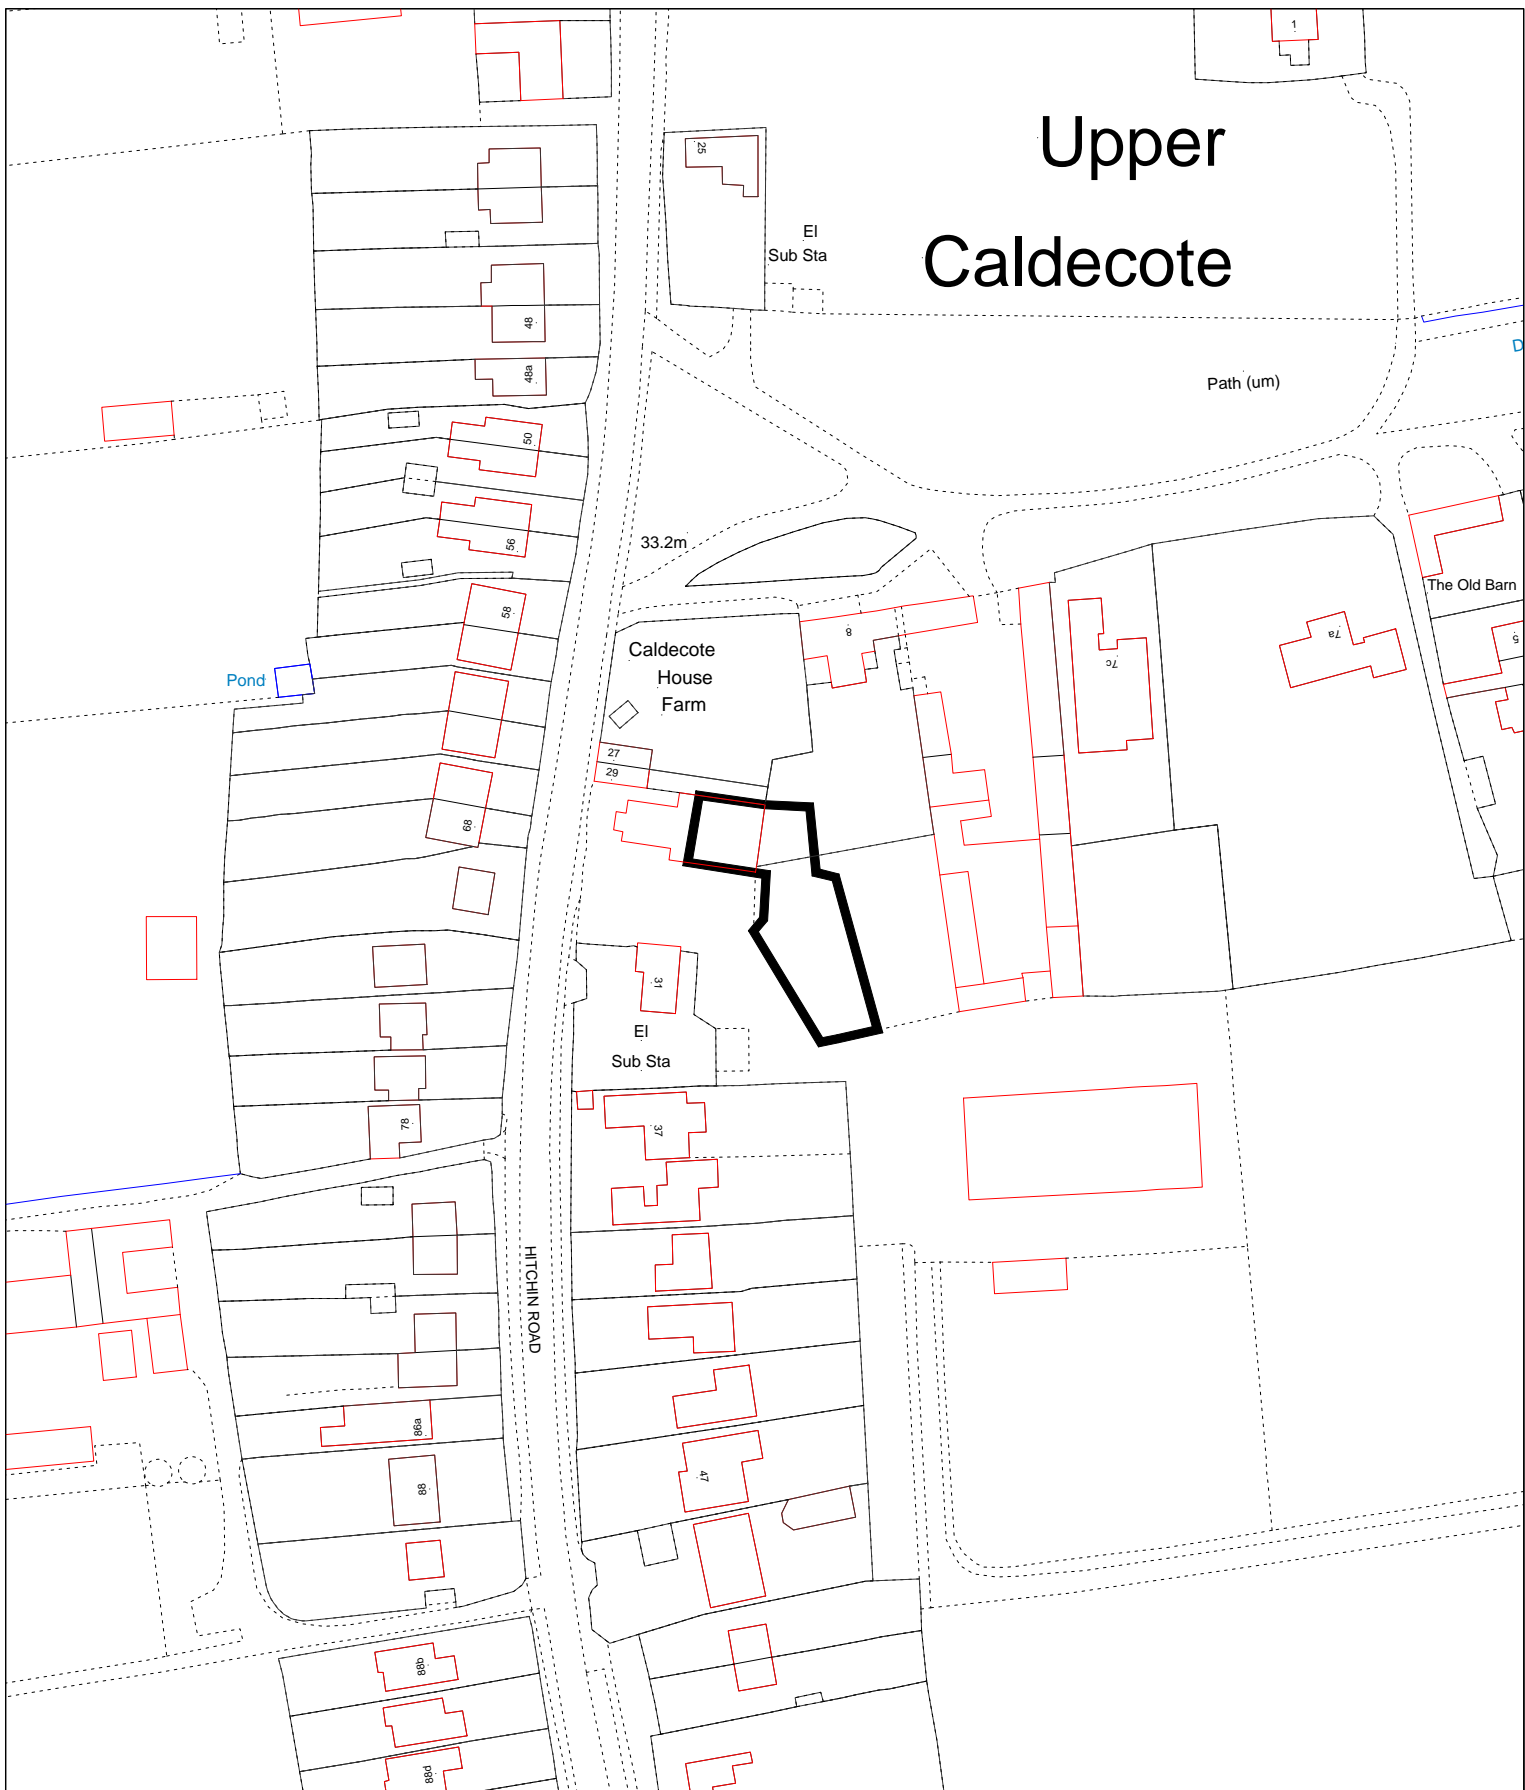 1
Upper
Caldecote
25
El
Sub Sta
48
D
48a
Path (um)
50
56
33.2m
58
The Old Barn
8
7c
7a
5
Caldecote
House
Farm
Pond
27
29
68
31
El
Sub Sta
78
37
HITCHIN ROAD
86a
47
88
88b
88d